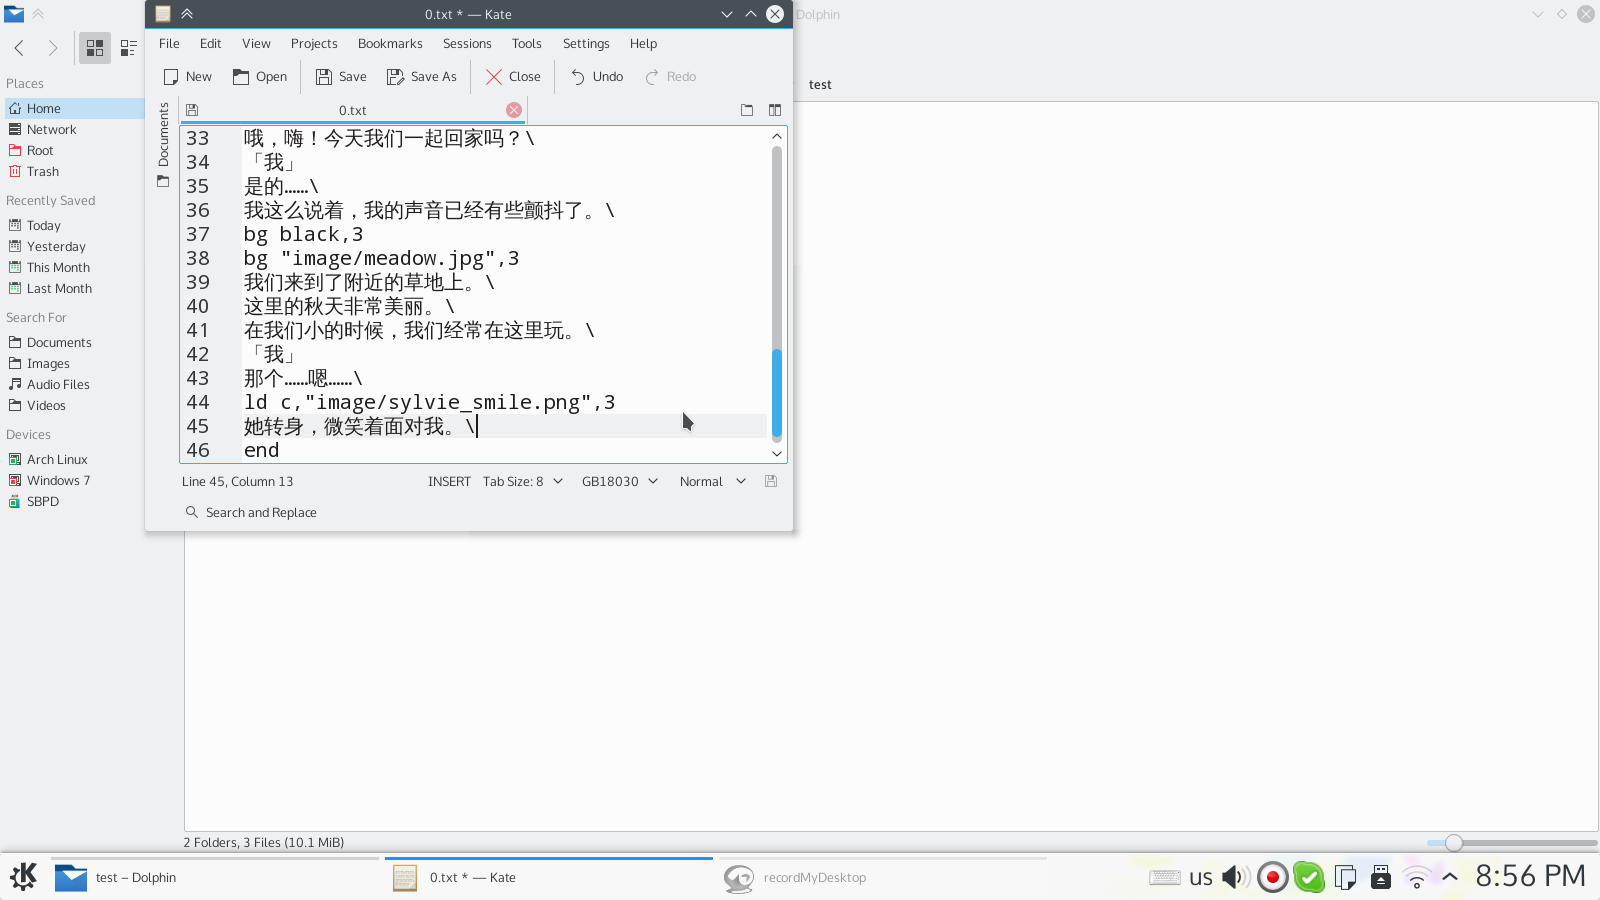 0.txt * — Kate
Dolphin
File Edit View Projects Bookmarks Sessions Tools Settings Help
New Open Save Save As Close Undo Redo
test
Places
Home
Network
Root
Trash
Recently Saved
Today
Yesterday
This Month
Last Month
Search For
Documents
Images
Audio Files
Videos
Devices
Arch Linux
Windows 7
SBPD
Documents
0.txt
33 哦，嗨！今天我们一起回家吗？\
34 「我」
35 是的……\
36 我这么说着，我的声音已经有些颤抖了。\
37 bg black,3
38 bg "image/meadow.jpg",3
39 我们来到了附近的草地上。\
40 这里的秋天非常美丽。\
41 在我们小的时候，我们经常在这里玩。\
42 「我」
43 那个……嗯……\
44 ld c,"image/sylvie_smile.png",3
45 她转身，微笑着面对我。\
46 end
Line 45, Column 13 INSERT Tab Size: 8 GB18030 Normal
Search and Replace
2 Folders, 3 Files (10.1 MiB)
test – Dolphin 0.txt * — Kate recordMyDesktop us 8:56 PM